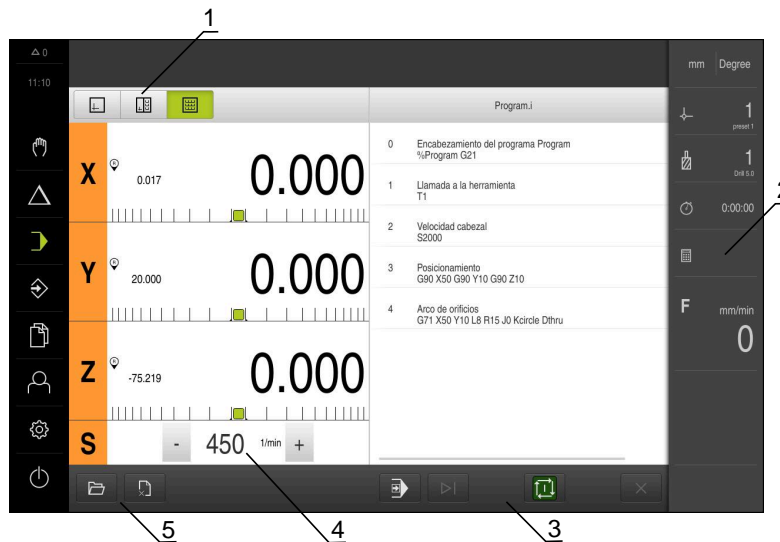 1
0
11:10
mm Degree
Program.i
X
R
0.017
0.000
Y
R
20.000
0.000
Z
R
-75.219
0.000
S
- 450 1/min +
0 Encabezamiento del programa Program
%Program G21
1 Llamada a la herramienta
T1
2 Velocidad cabezal
S2000
3 Posicionamiento
G90 X50 G90 Y10 G90 Z10
4 Arco de orificios
G71 X50 Y10 L8 R15 J0 Kcircle Dthru
1
preset 1
1
Drill 5.0
0:00:00
2
F mm/min
0
5
4
3